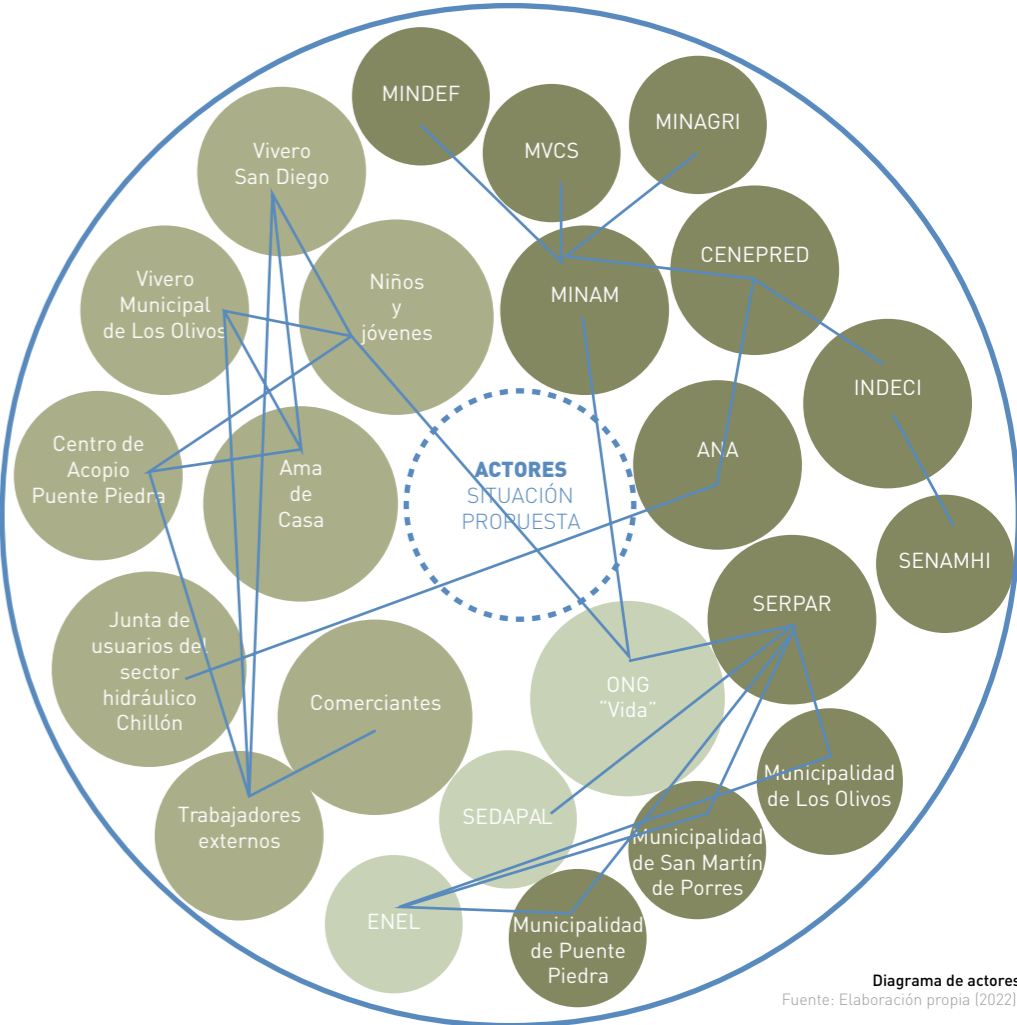 MINDEF
MVCS
MINAGRI
Vivero
San Diego
CENEPRED
Vivero
Municipal
de Los Olivos
Niños
y
jóvenes
MINAM
INDECI
Centro de
Acopio
Puente Piedra
Ama
de
Casa
ACTORES
SITUACIÓN
PROPUESTA
ANA
SENAMHI
Junta de
usuarios del
sector
hidráulico
Chillón
SERPAR
Comerciantes
ONG
"Vida"
Trabajadores
externos
SEDAPAL
Municipalidad
de Los Olivos
Municipalidad
de San Martín
de Porres
ENEL
Municipalidad
de Puente
Piedra
Diagrama de actores
Fuente: Elaboración propia (2022)